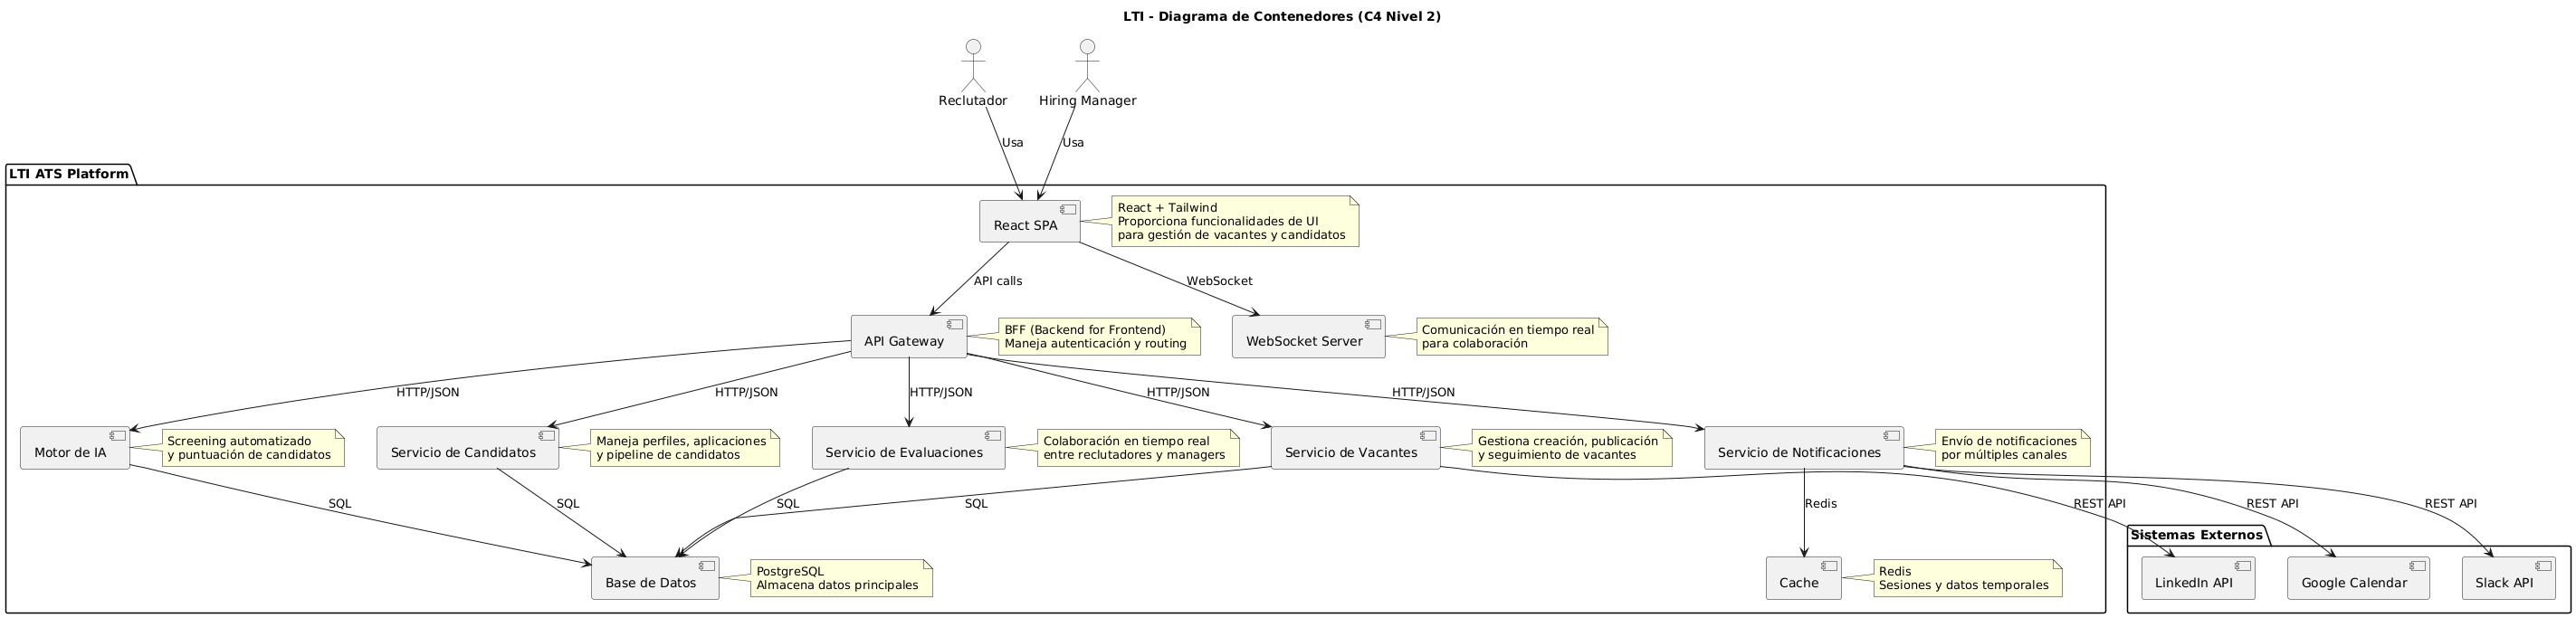 LTI - Diagrama de Contenedores (C4 Nivel 2)
Reclutador
Hiring Manager
Usa
Usa
LTI ATS Platform
React SPA
React + Tailwind
Proporciona funcionalidades de UI
para gestión de vacantes y candidatos
API calls
WebSocket
API Gateway
BFF (Backend for Frontend)
Maneja autenticación y routing
WebSocket Server
Comunicación en tiempo real
para colaboración
HTTP/JSON
HTTP/JSON
HTTP/JSON
HTTP/JSON
HTTP/JSON
Motor de IA
Screening automatizado
y puntuación de candidatos
Servicio de Candidatos
Maneja perfiles, aplicaciones
y pipeline de candidatos
Servicio de Evaluaciones
Colaboración en tiempo real
entre reclutadores y managers
Servicio de Vacantes
Gestiona creación, publicación
y seguimiento de vacantes
Servicio de Notificaciones
Envío de notificaciones
por múltiples canales
SQL
SQL
SQL
SQL
Redis
REST API
REST API
REST API
Sistemas Externos
Base de Datos
PostgreSQL
Almacena datos principales
Cache
Redis
Sesiones y datos temporales
LinkedIn API
Google Calendar
Slack API